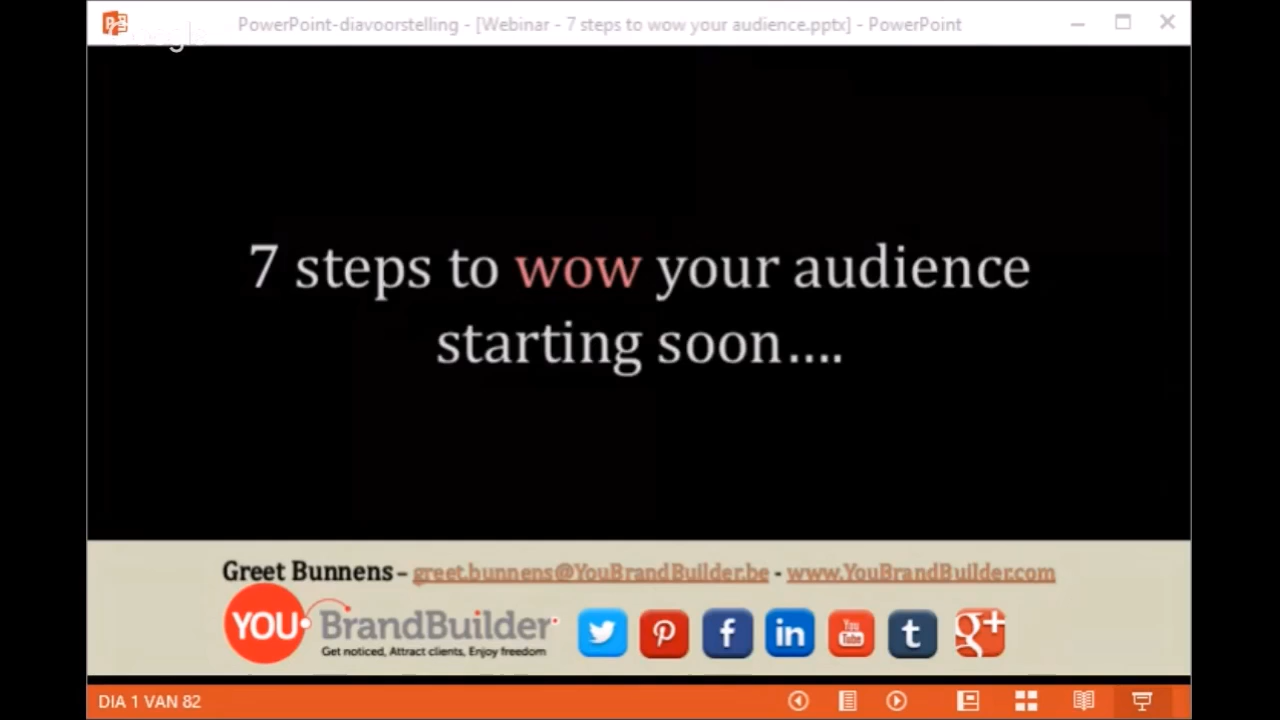 PowerPoint-diavoorstelling - [Webinar - 7 steps to wow your audience.pptx] - PowerPoint
7 steps to wow your audience
starting soon....
Greet Bunnens – greet.bunnens@YouBrandBuilder.be - www.YouBrandBuilder.com
YOU BrandBuilder
Get noticed, Attract clients, Enjoy freedom
You Tube
DIA 1 VAN 82